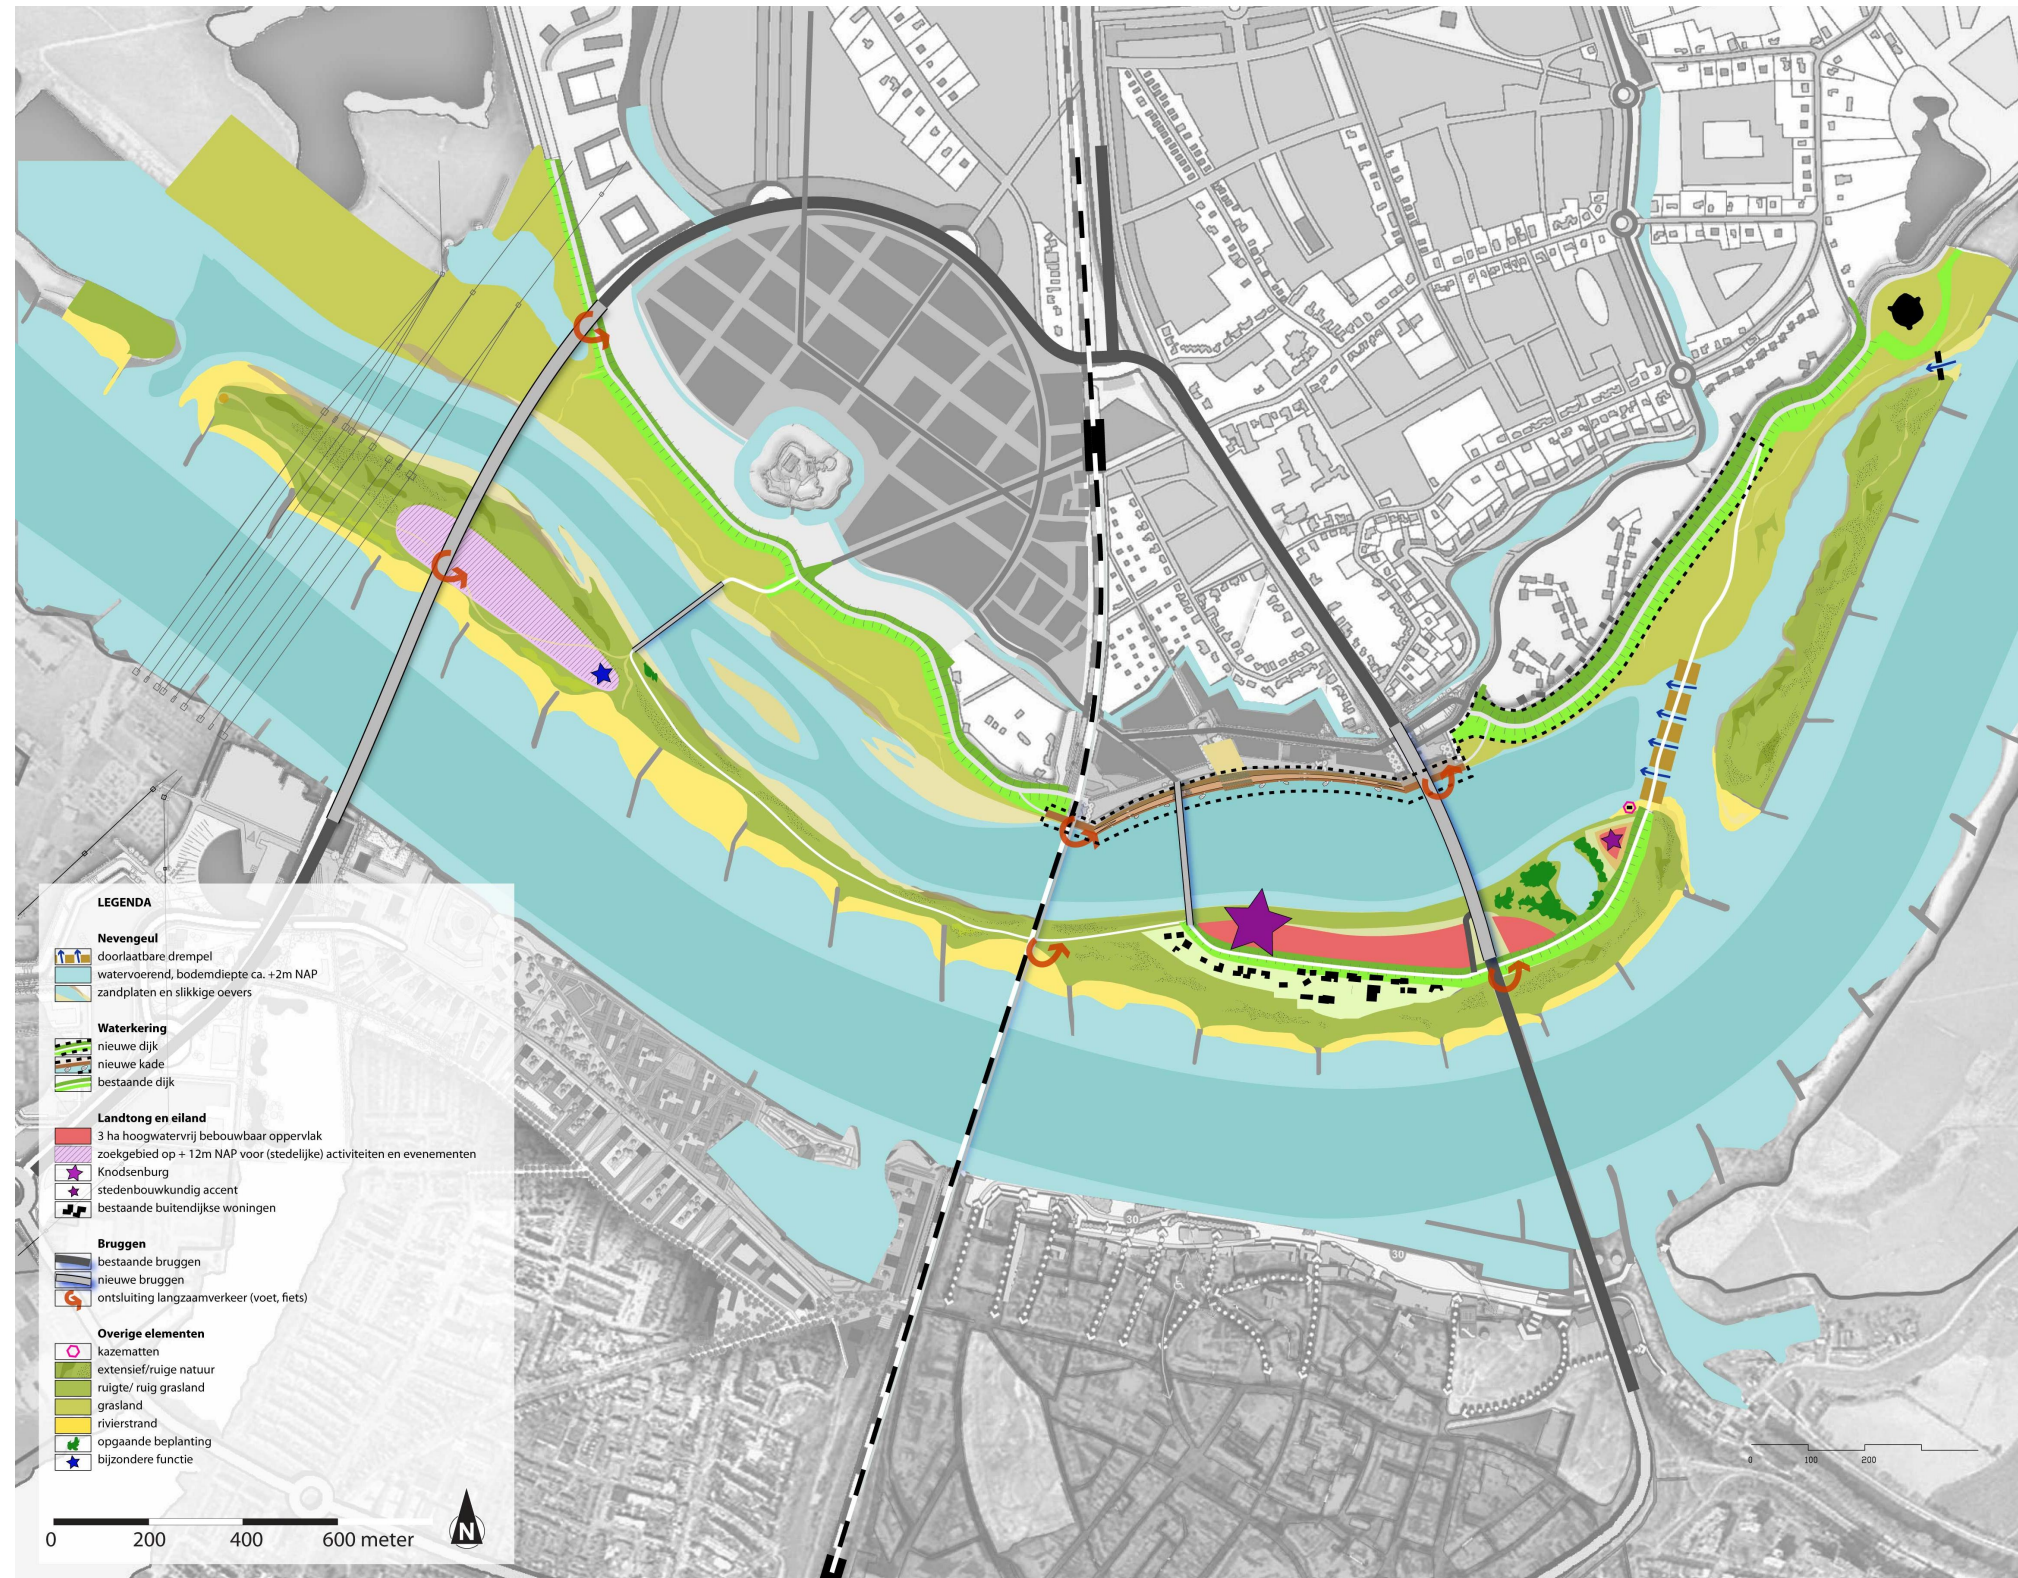 30
30
LEGENDA
Nevengeul
doorlaatbare drempel
watervoerend, bodemdiepte ca. +2m NAP
zandplaten en slikkige oevers
Waterkering
nieuwe dijk
nieuwe kade
bestaande dijk
Landtong en eiland
3 ha hoogwatervrij bebouwbaar oppervlak
zoekgebied op + 12m NAP voor (stedelijke) activiteiten en evenementen
Knodsenburg
stedenbouwkundig accent
bestaande buitendijkse woningen
Bruggen
bestaande bruggen
nieuwe bruggen
ontsluiting langzaamverkeer (voet, fiets)
Overige elementen
kazematten
extensief/ruige natuur
ruigte/ ruig grasland
grasland
rivierstrand
opgaande beplanting
bijzondere functie
0 200 400 600 meter
N
0 100 200